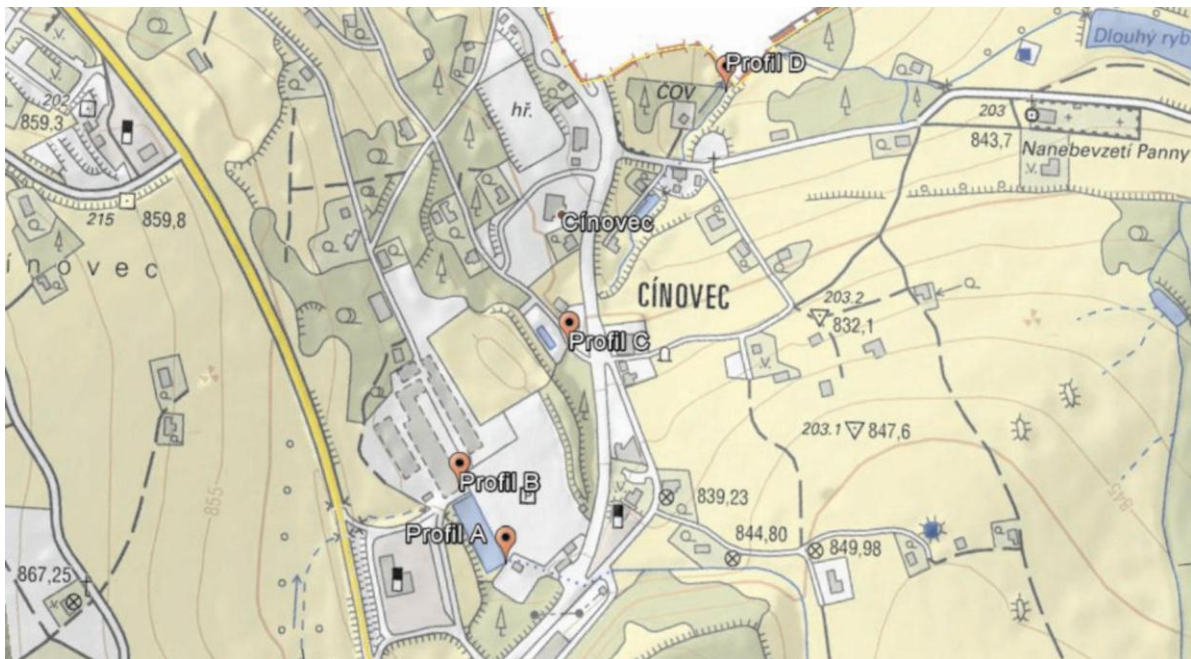 Dlouhý ryb
Profil D
ČOV
hř.
202
859,3
203
843,7
Nanebevzetí Panny
215
859,8
Cínovec
ínovec
CÍNOVEC
203.2
832,1
Profil C
203.1
847,6
Profil B
855
839,23
845
Profil A
844,80
849,98
867,25